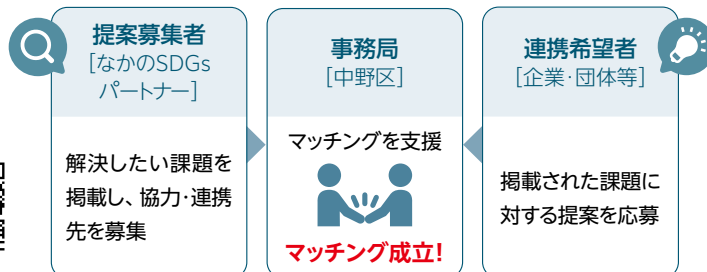 提案募集者
[なかのSDGs
パートナー]
解決したい課題を
掲載し、協力･連携
先を募集
事務局
[中野区]
マッチングを支援
マッチング成立!
連携希望者
[企業･団体等]
掲載された課題に
対する提案を応募